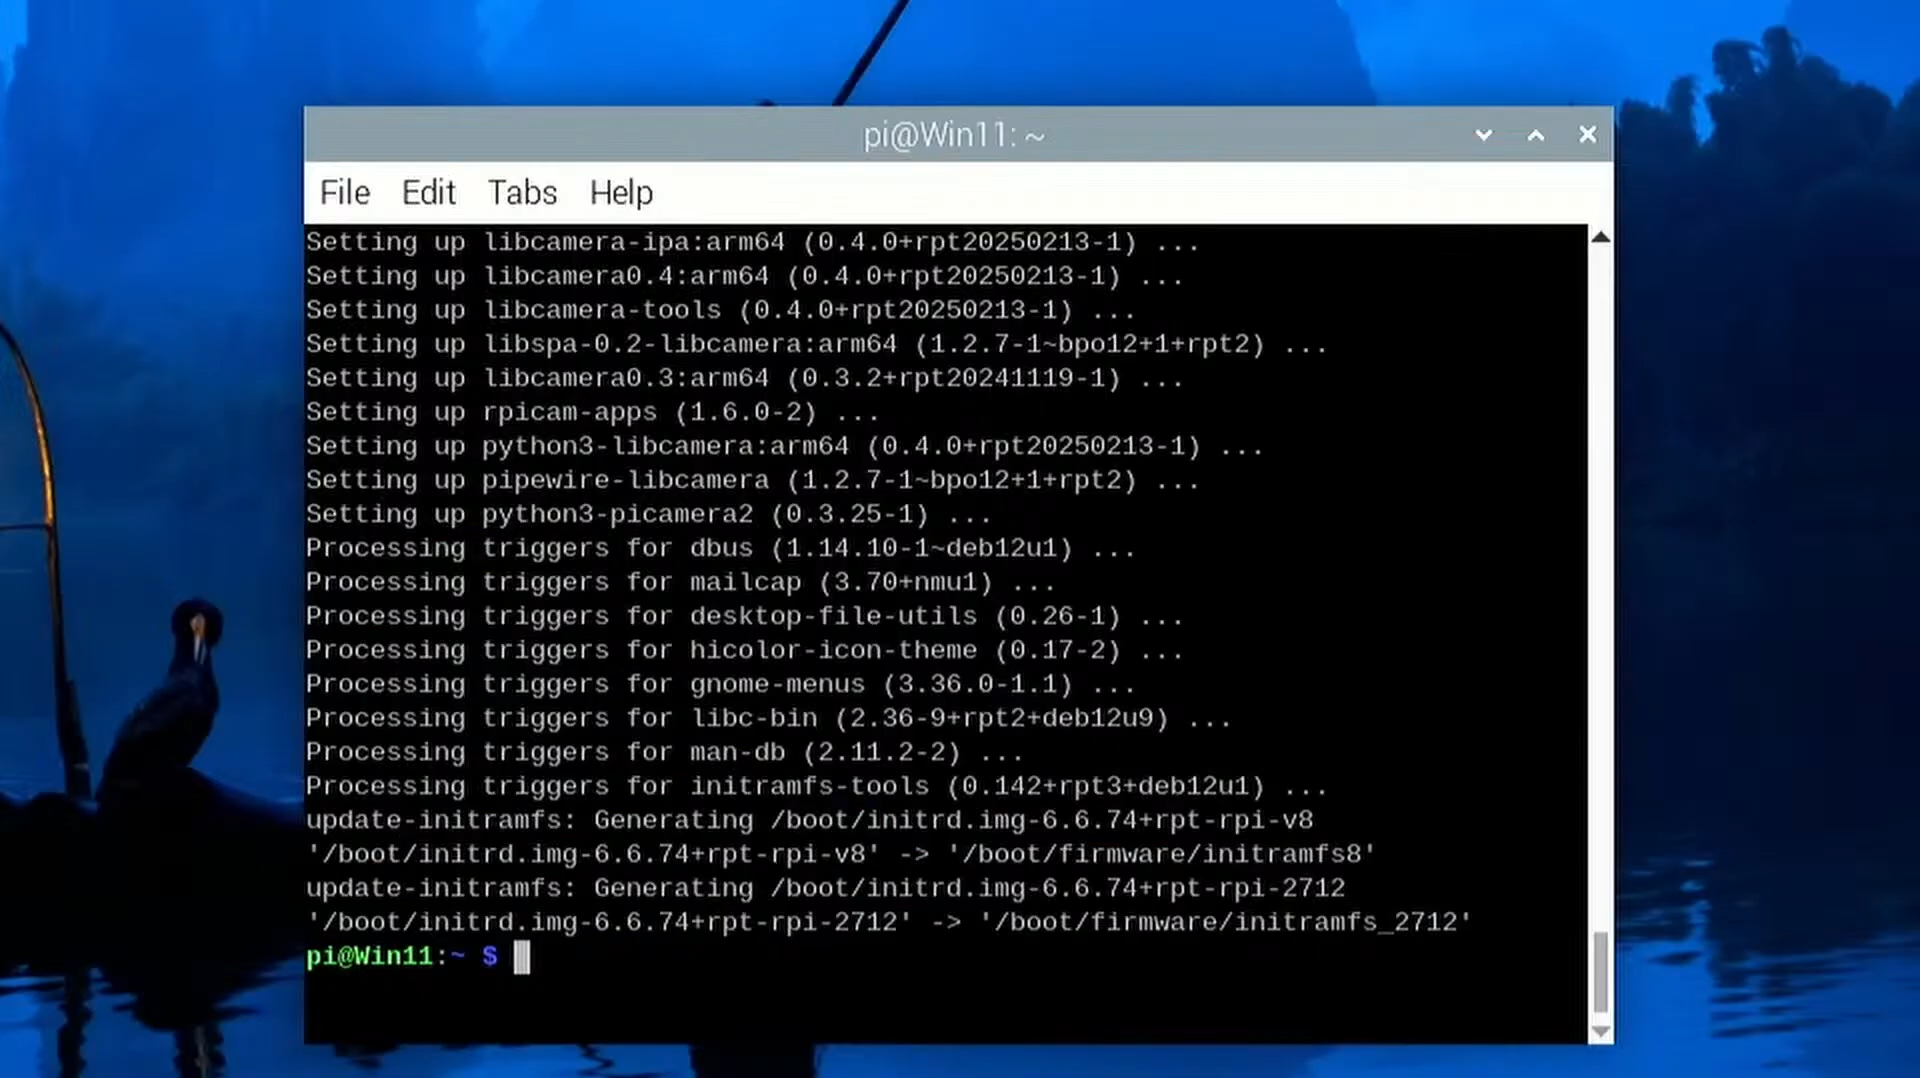 pi@Win11: ~
File Edit Tabs Help
Setting up libcamera-ipa:arm64 (0.4.0+rpt20250213-1) ...
Setting up libcamera0.4:arm64 (0.4.0+rpt20250213-1) ...
Setting up libcamera-tools (0.4.0+rpt20250213-1) ...
Setting up libspa-0.2-libcamera:arm64 (1.2.7-1~bpo12+1+rpt2) ...
Setting up libcamera0.3:arm64 (0.3.2+rpt20241119-1) ...
Setting up rpicam-apps (1.6.0-2) ...
Setting up python3-libcamera:arm64 (0.4.0+rpt20250213-1) ...
Setting up pipewire-libcamera (1.2.7-1~bpo12+1+rpt2) ...
Setting up python3-picamera2 (0.3.25-1) ...
Processing triggers for dbus (1.14.10-1~deb12u1) ...
Processing triggers for mailcap (3.70+nmu1) ...
Processing triggers for desktop-file-utils (0.26-1) ...
Processing triggers for hicolor-icon-theme (0.17-2) ...
Processing triggers for gnome-menus (3.36.0-1.1) ...
Processing triggers for libc-bin (2.36-9+rpt2+deb12u9) ...
Processing triggers for man-db (2.11.2-2) ...
Processing triggers for initramfs-tools (0.142+rpt3+deb12u1) ...
update-initramfs: Generating /boot/initrd.img-6.6.74+rpt-rpi-v8
'/boot/initrd.img-6.6.74+rpt-rpi-v8' -> '/boot/firmware/initramfs8'
update-initramfs: Generating /boot/initrd.img-6.6.74+rpt-rpi-2712
'/boot/initrd.img-6.6.74+rpt-rpi-2712' -> '/boot/firmware/initramfs_2712'
pi@Win11:~ $